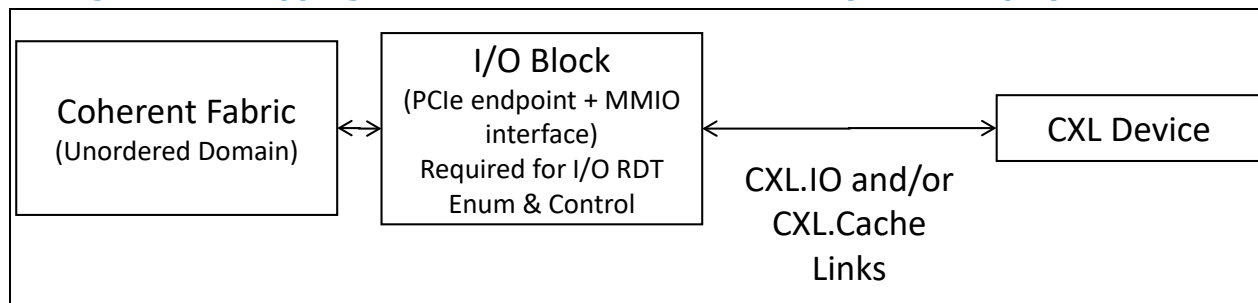 Coherent Fabric
(Unordered Domain)
I/O Block
(PCIe endpoint + MMIO
interface)
Required for I/O RDT
Enum & Control
CXL.IO and/or
CXL.Cache
Links
CXL Device